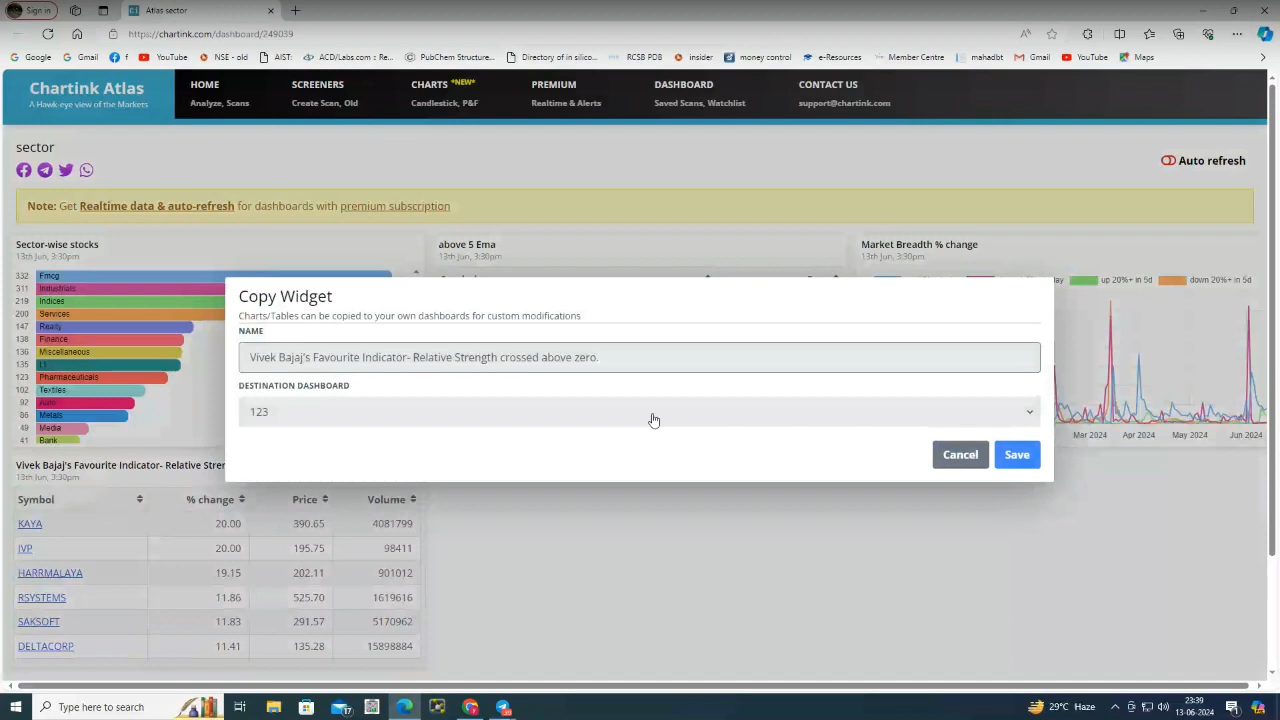 Sign in
Atlas sector
https://chartink.com/dashboard/249039
Google
Gmail
f
YouTube
NSE - old
AIST:
ACD/Labs.com - Re...
PubChem Structure...
Directory of in silico...
RCSB PDB
insider
money control
e-Resources
Member Centre
mahadbt
Gmail
YouTube
Maps
Chartink Atlas
A Hawk-eye view of the Markets
HOME
Analyze, Scans
SCREENERS
Create Scan, Old
CHARTS *NEW*
Candlestick, P&F
PREMIUM
Realtime & Alerts
DASHBOARD
Saved Scans, Watchlist
CONTACT US
support@chartink.com
sector
Auto refresh
Note: Get Realtime data & auto-refresh for dashboards with premium subscription
Sector-wise stocks
13th Jun, 3:30pm
above 5 Ema
13th Jun, 3:30pm
Market Breadth % change
13th Jun, 3:30pm
332 Fmcg
311 Industrials
219 Indices
200 Services
147 Realty
138 Finance
136 Miscellaneous
135 I.t
123 Pharmaceuticals
102 Textiles
92 Auto
86 Metals
49 Media
41 Bank
up 20%+ in 5d
down 20%+ in 5d
Mar 2024 Apr 2024 May 2024 Jun 2024
Copy Widget
Charts/Tables can be copied to your own dashboards for custom modifications
NAME
Vivek Bajaj's Favourite Indicator- Relative Strength crossed above zero.
DESTINATION DASHBOARD
123
Cancel
Save
Vivek Bajaj's Favourite Indicator- Relative Stren
13th Jun, 3:30pm
Symbol % change Price Volume
KAYA 20.00 390.65 4081799
IVP 20.00 195.75 98411
HARRMALAYA 19.15 202.11 901012
RSYSTEMS 11.86 525.70 1619616
SAKSOFT 11.83 291.57 5170962
DELTACORP 11.41 135.28 15898884
Type here to search
17
29°C Haze
23:39
13-06-2024